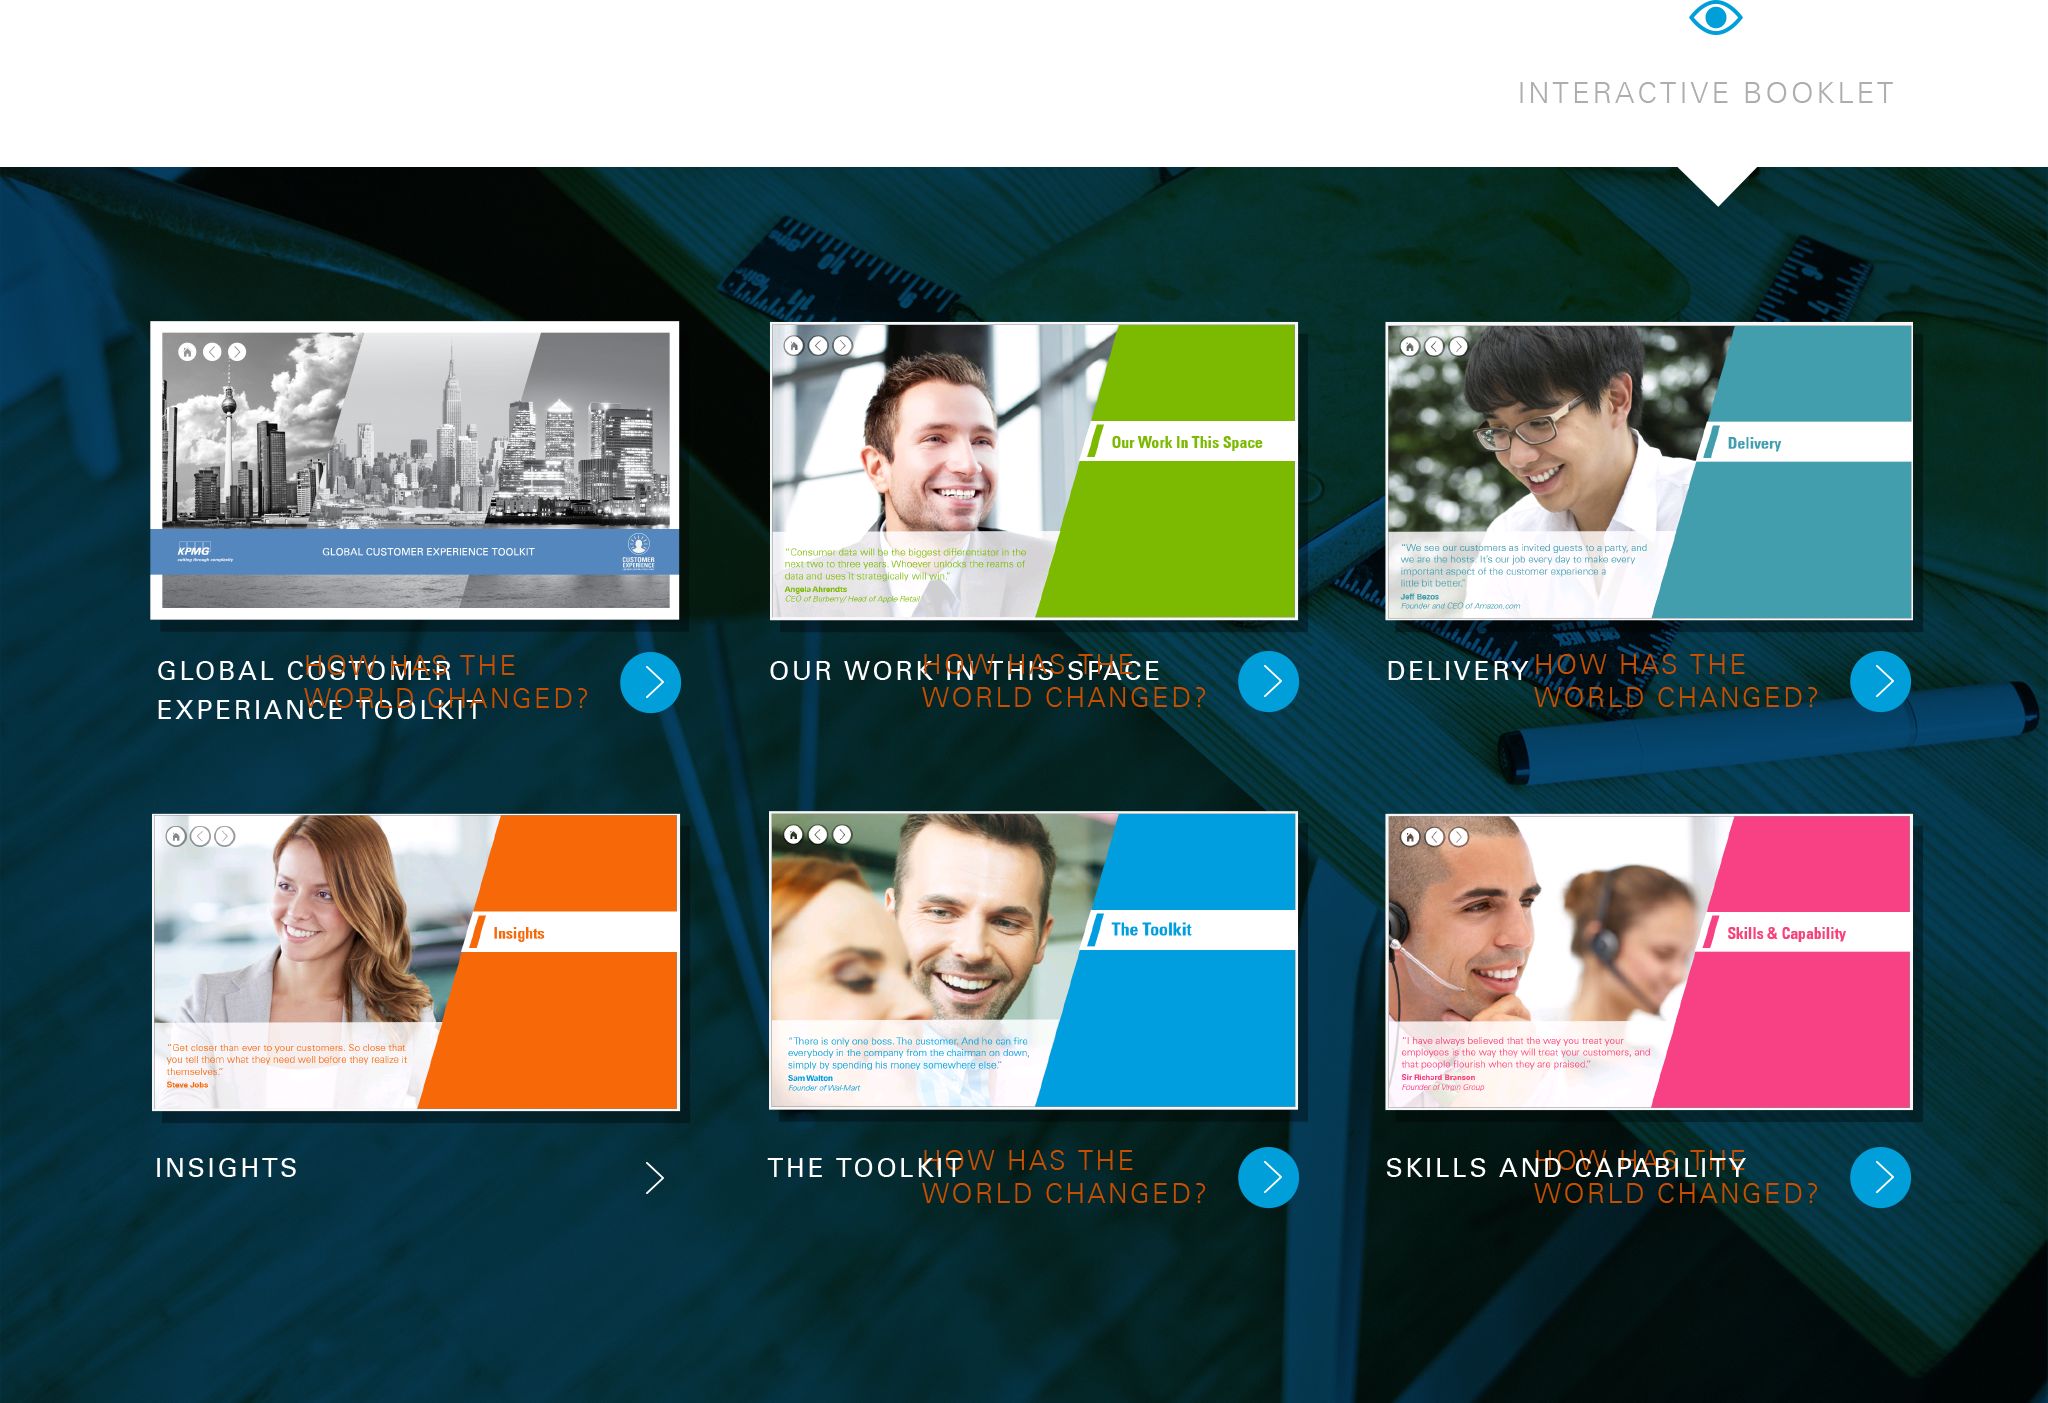 INTERACTIVE BOOKLET
KPMG
cutting through complexity
GLOBAL CUSTOMER EXPERIENCE TOOLKIT
CUSTOMER
EXPERIENCE
Our Work In This Space
"Consumer data will be the biggest differentiator in the
next two to three years. Whoever unlocks the reams of
data and uses it strategically will win."
Angela Ahrendts
CEO of Burberry/ Head of Apple Retail
Delivery
"We see our customers as invited guests to a party, and
we are the hosts. It's our job every day to make every
important aspect of the customer experience a
little bit better."
Jeff Bezos
Founder and CEO of Amazon.com
GLOBAL COSTOMER
EXPERIANCE TOOLKIT
HOW HAS THE
WORLD CHANGED?
OUR WORK IN THIS SPACE
HOW HAS THE
WORLD CHANGED?
DELIVERY
HOW HAS THE
WORLD CHANGED?
Insights
"Get closer than ever to your customers. So close that
you tell them what they need well before they realize it
themselves."
Steve Jobs
The Toolkit
"There is only one boss. The customer. And he can fire
everybody in the company from the chairman on down,
simply by spending his money somewhere else."
Sam Walton
Founder of Wal-Mart
Skills & Capability
"I have always believed that the way you treat your
employees is the way they will treat your customers, and
that people flourish when they are praised."
Sir Richard Branson
Founder of Virgin Group
INSIGHTS
THE TOOLKIT
HOW HAS THE
WORLD CHANGED?
SKILLS AND CAPABILITY
HOW HAS THE
WORLD CHANGED?